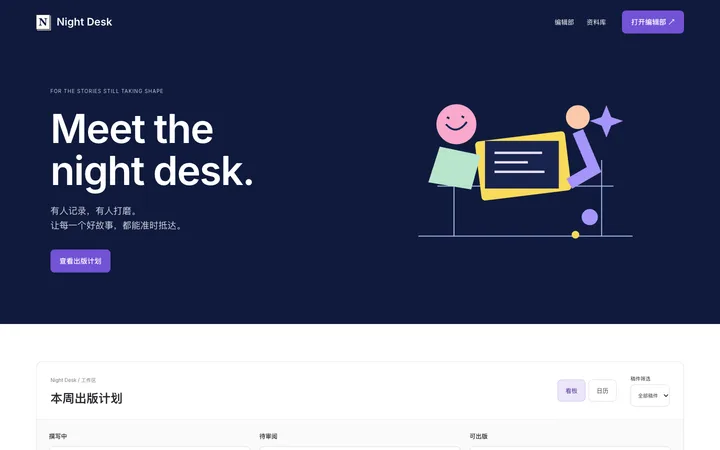 N Night Desk
编辑部
资料库
打开编辑部 ↗
FOR THE STORIES STILL TAKING SHAPE
Meet the
night desk.
有人记录，有人打磨。
让每一个好故事，都能准时抵达。
查看出版计划
Night Desk / 工作区
本周出版计划
看板
日历
稿件筛选
全部稿件
撰写中
待审阅
可出版